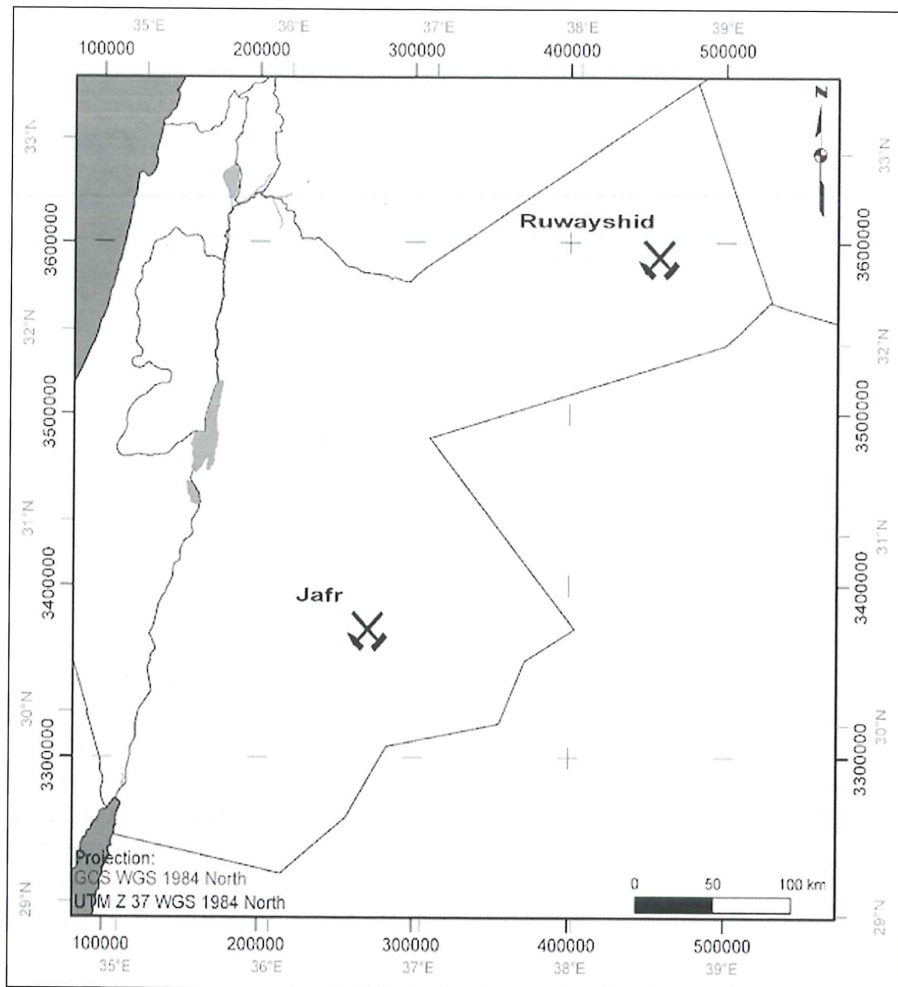 35°E 36°E 37°E 38°E 39°E
100000 200000 300000 400000 500000
N
33°N 33°N
Ruwayshid
3600000 3600000
32°N 32°N
3500000 3500000
31°N 31°N
Jafr
3400000 3400000
30°N 30°N
3300000 3300000
Projection:
GCS WGS 1984 North
UTM Z 37 WGS 1984 North
0 50 100 km
29°N 29°N
100000 200000 300000 400000 500000
35°E 36°E 37°E 38°E 39°E